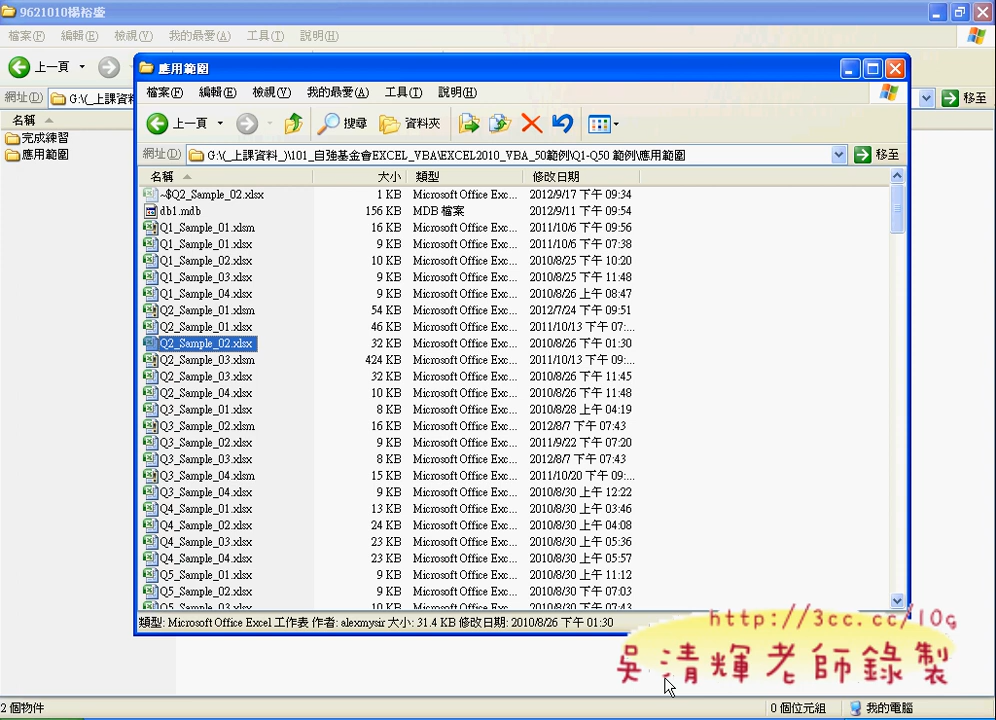 9621010楊裕盛
檔案(F) 編輯(E) 檢視(V) 我的最愛(A) 工具(T) 說明(H)
上一頁
網址(D) G:\(_上課資料 移至
名稱
完成練習
應用範圍
應用範圍
檔案(F) 編輯(E) 檢視(V) 我的最愛(A) 工具(T) 說明(H)
上一頁 搜尋 資料夾
網址(D) G:\(_上課資料_)\101_自強基金會EXCEL_VBA\EXCEL2010_VBA_50範例\Q1-Q50 範例\應用範圍 移至
名稱 大小 類型 修改日期
~$Q2_Sample_02.xlsx 1 KB Microsoft Office Exc... 2012/9/17 下午 09:34
db1.mdb 156 KB MDB 檔案 2012/9/11 下午 09:54
Q1_Sample_01.xlsm 16 KB Microsoft Office Exc... 2011/10/6 下午 09:56
Q1_Sample_01.xlsx 9 KB Microsoft Office Exc... 2011/10/6 下午 07:38
Q1_Sample_02.xlsx 10 KB Microsoft Office Exc... 2010/8/25 下午 10:20
Q1_Sample_03.xlsx 9 KB Microsoft Office Exc... 2010/8/25 下午 11:48
Q1_Sample_04.xlsx 9 KB Microsoft Office Exc... 2010/8/26 上午 08:47
Q2_Sample_01.xlsm 54 KB Microsoft Office Exc... 2012/7/24 下午 09:51
Q2_Sample_01.xlsx 46 KB Microsoft Office Exc... 2011/10/13 下午 07:...
Q2_Sample_02.xlsx 32 KB Microsoft Office Exc... 2010/8/26 下午 01:30
Q2_Sample_03.xlsm 424 KB Microsoft Office Exc... 2011/10/13 下午 09:...
Q2_Sample_03.xlsx 32 KB Microsoft Office Exc... 2010/8/26 下午 11:45
Q2_Sample_04.xlsx 10 KB Microsoft Office Exc... 2010/8/26 下午 11:48
Q3_Sample_01.xlsx 8 KB Microsoft Office Exc... 2010/8/28 上午 04:19
Q3_Sample_02.xlsm 16 KB Microsoft Office Exc... 2012/8/7 下午 07:43
Q3_Sample_02.xlsx 9 KB Microsoft Office Exc... 2011/9/22 下午 07:20
Q3_Sample_03.xlsx 8 KB Microsoft Office Exc... 2012/8/7 下午 07:43
Q3_Sample_04.xlsm 15 KB Microsoft Office Exc... 2011/10/20 下午 09:...
Q3_Sample_04.xlsx 9 KB Microsoft Office Exc... 2010/8/30 上午 12:22
Q4_Sample_01.xlsx 13 KB Microsoft Office Exc... 2010/8/30 上午 03:46
Q4_Sample_02.xlsx 24 KB Microsoft Office Exc... 2010/8/30 上午 04:08
Q4_Sample_03.xlsx 23 KB Microsoft Office Exc... 2010/8/30 上午 05:36
Q4_Sample_04.xlsx 23 KB Microsoft Office Exc... 2010/8/30 上午 05:57
Q5_Sample_01.xlsx 9 KB Microsoft Office Exc... 2010/8/30 上午 11:12
Q5_Sample_02.xlsx 9 KB Microsoft Office Exc... 2010/8/30 下午 07:03
Q5_Sample_03.xlsx 10 KB Microsoft Office Exc... 2010/8/30 下午 07:43
類型: Microsoft Office Excel 工作表 作者: alexmysir 大小: 31.4 KB 修改日期: 2010/8/26 下午 01:30
http://3cc.cc/10g
吳清輝老師錄製
2 個物件 0 個位元組 我的電腦